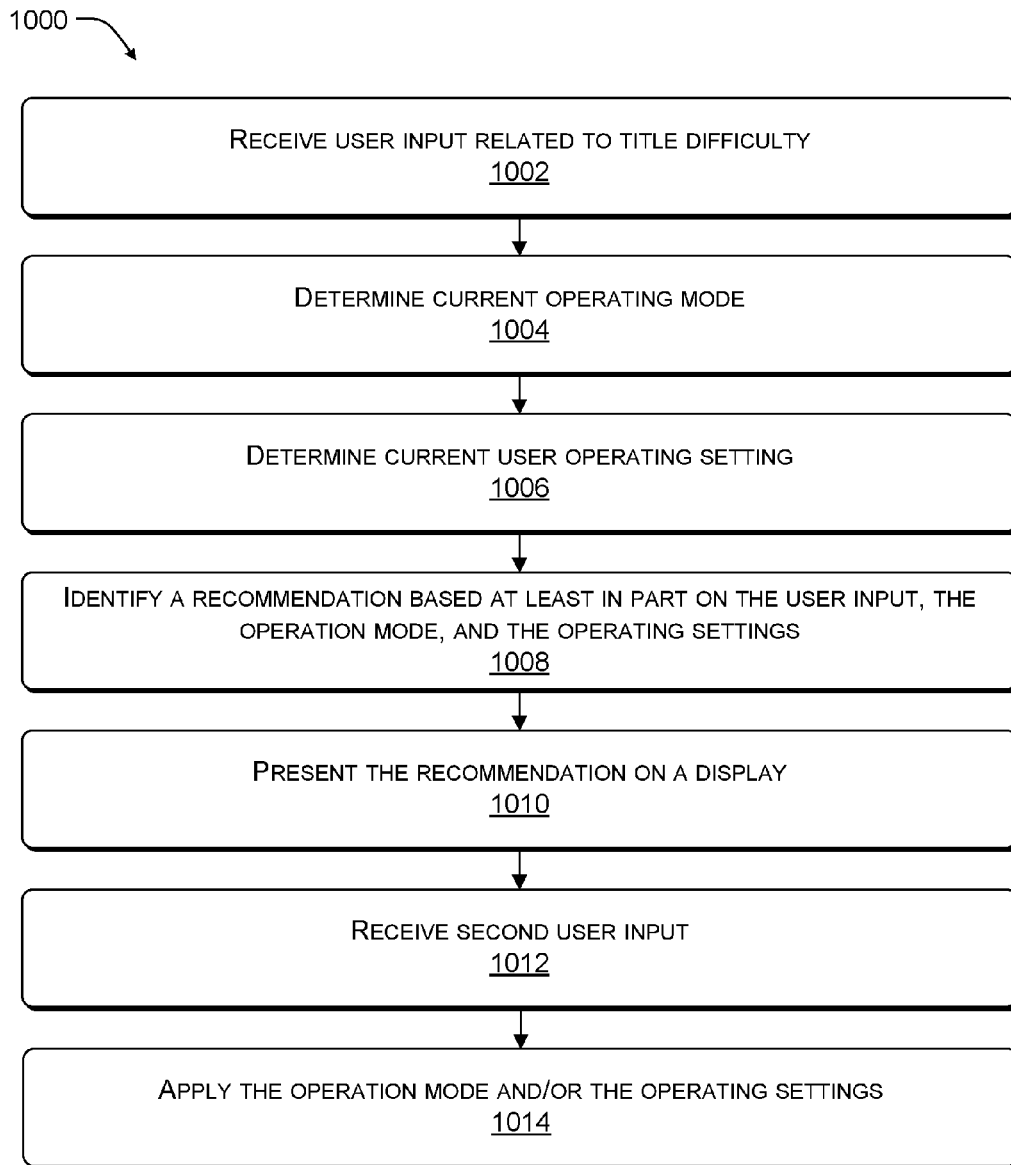 1000
RECEIVE USER INPUT RELATED TO TITLE DIFFICULTY
1002
DETERMINE CURRENT OPERATING MODE
1004
DETERMINE CURRENT USER OPERATING SETTING
1006
IDENTIFY A RECOMMENDATION BASED AT LEAST IN PART ON THE USER INPUT, THE
OPERATION MODE, AND THE OPERATING SETTINGS
1008
PRESENT THE RECOMMENDATION ON A DISPLAY
1010
RECEIVE SECOND USER INPUT
1012
APPLY THE OPERATION MODE AND/OR THE OPERATING SETTINGS
1014